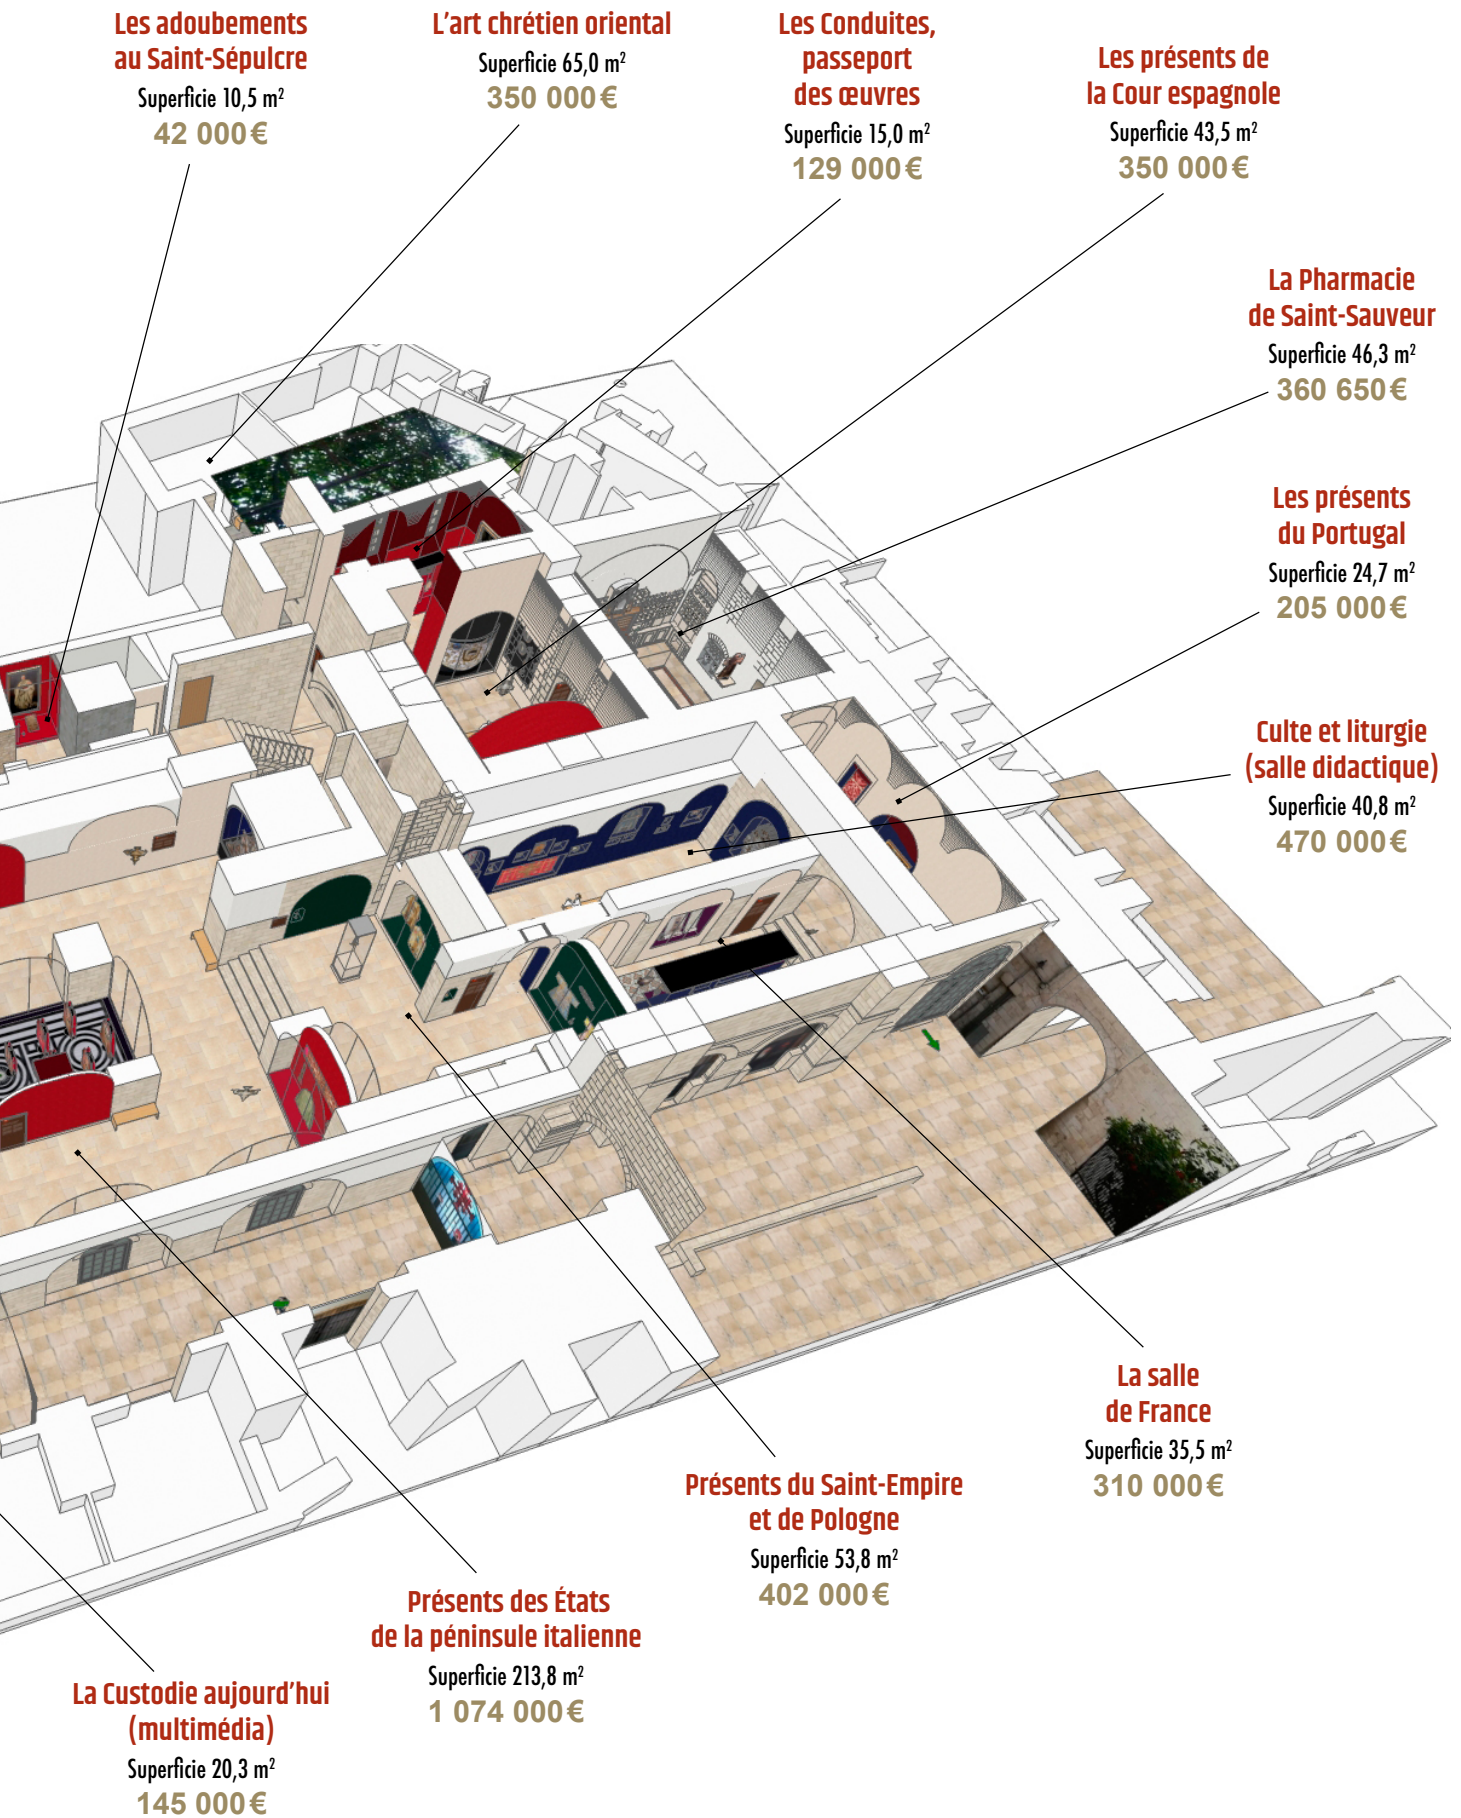 Les adoubements
au Saint-Sépulcre
Superficie 10,5 m²
42 000 €
L'art chrétien oriental
Superficie 65,0 m²
350 000 €
Les Conduites,
passeport
des œuvres
Superficie 15,0 m²
129 000 €
Les présents de
la Cour espagnole
Superficie 43,5 m²
350 000 €
La Pharmacie
de Saint-Sauveur
Superficie 46,3 m²
360 650 €
Les présents
du Portugal
Superficie 24,7 m²
205 000 €
Culte et liturgie
(salle didactique)
Superficie 40,8 m²
470 000 €
La salle
de France
Superficie 35,5 m²
310 000 €
Présents du Saint-Empire
et de Pologne
Superficie 53,8 m²
402 000 €
Présents des États
de la péninsule italienne
Superficie 213,8 m²
1 074 000 €
La Custodie aujourd'hui
(multimédia)
Superficie 20,3 m²
145 000 €